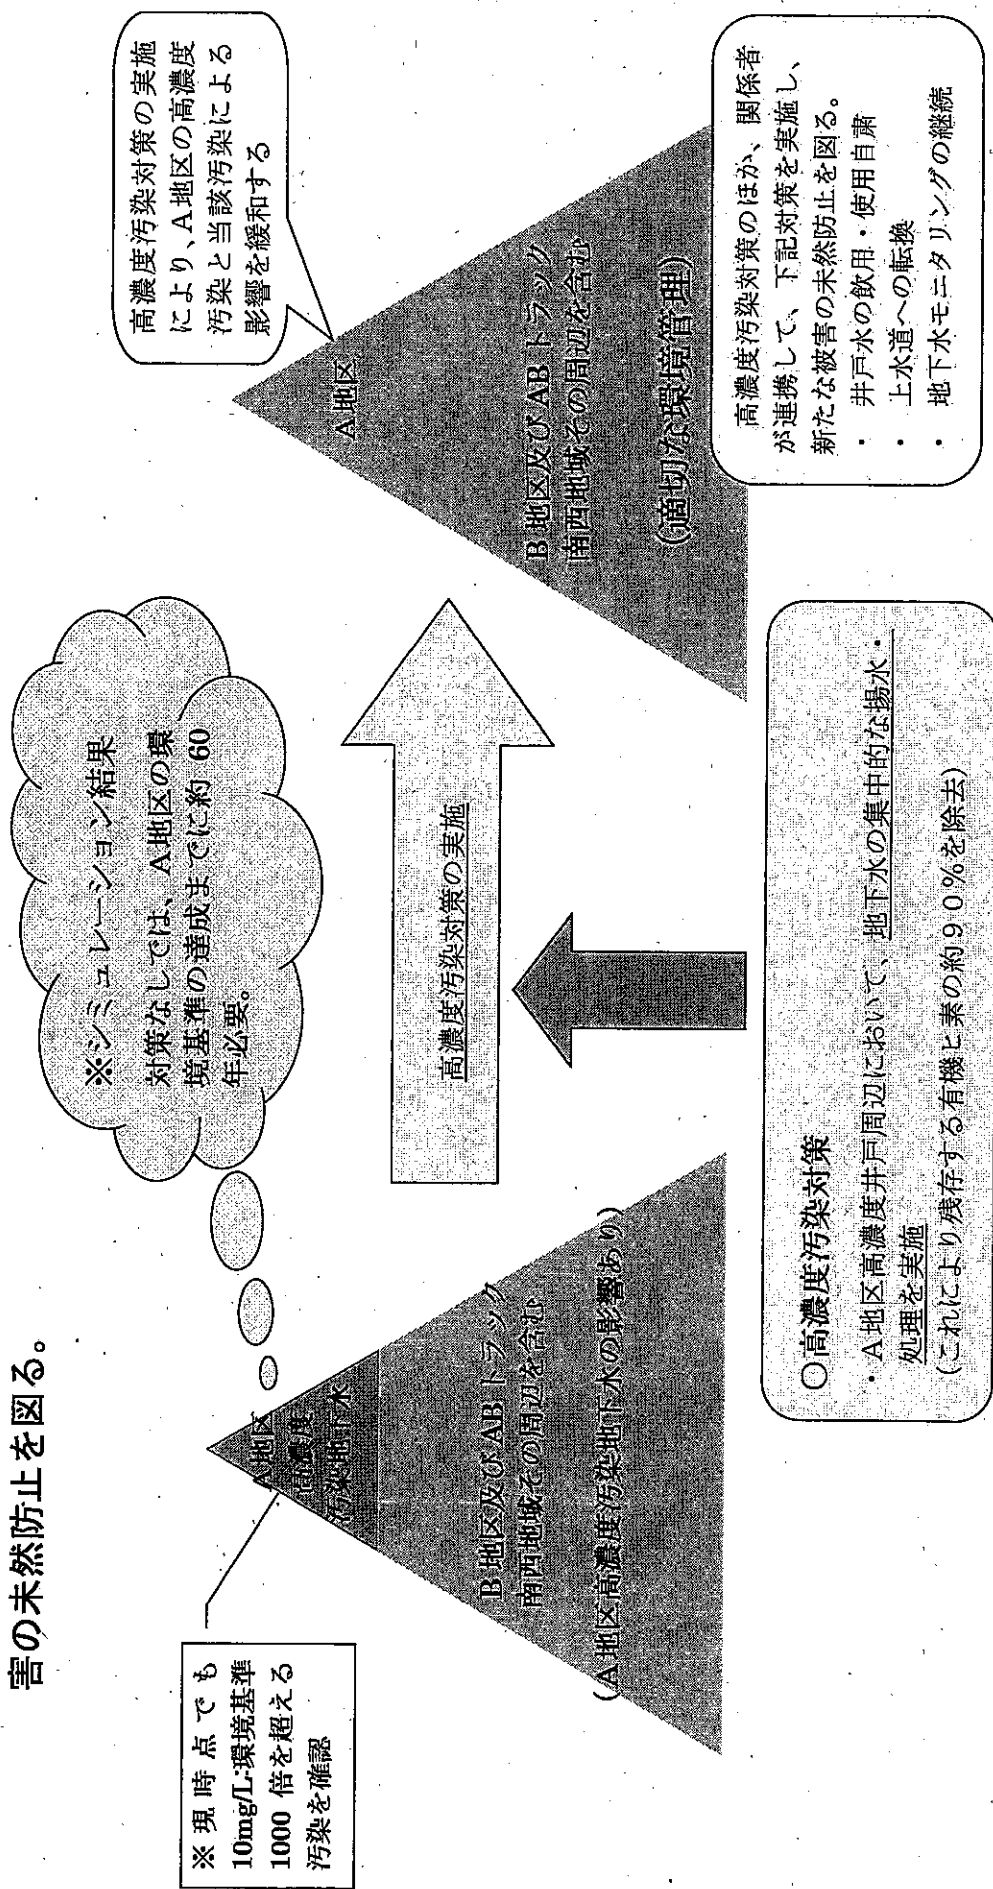 害の未然防止を図る。
※現時点でも
10mg/L-環境基準
1000 倍を超える
汚染を確認
A地区
高濃度
汚染地下水
B 地区及び AB トラック
南西地域その周辺を含む
(A 地区高濃度汚染地下水の影響あり)
※シミュレーション結果
対策なしでは、A地区の環
境基準の達成までに約 60
年必要。
高濃度汚染対策の実施
○高濃度汚染対策
・A地区高濃度井戸周辺において、地下水の集中的な揚水・
処理を実施
(これにより残存する有機ヒ素の約90%を除去)
高濃度汚染対策の実施
により、A地区の高濃度
汚染と当該汚染による
影響を緩和する
A地区
B 地区及び AB トラック
南西地域その周辺を含む
(適切な環境管理)
高濃度汚染対策のほか、関係者
が連携して、下記対策を実施し、
新たな被害の未然防止を図る。
・ 井戸水の飲用・使用自粛
・ 上水道への転換
・ 地下水モニタリングの継続